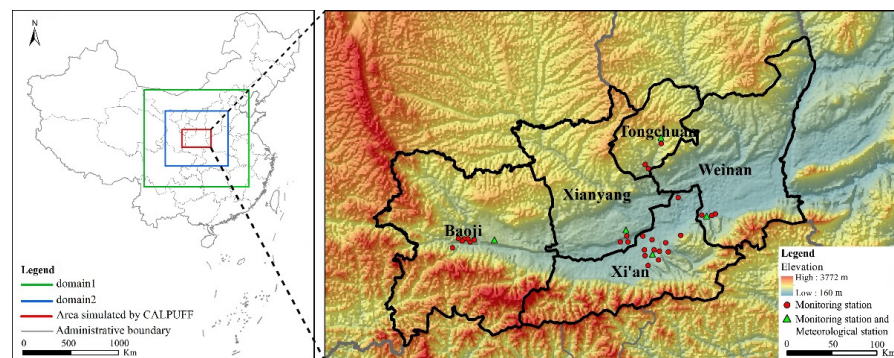 N
Legend
domain1
domain2
Area simulated by CALPUFF
Administrative boundary
0 500 1000
Km
Tongchuan
Weinan
Xianyang
Baoji
Xi'an
Legend
Elevation
High : 3772 m
Low : 160 m
Monitoring station
Monitoring station and
Meteorological station
0 50 100
Km